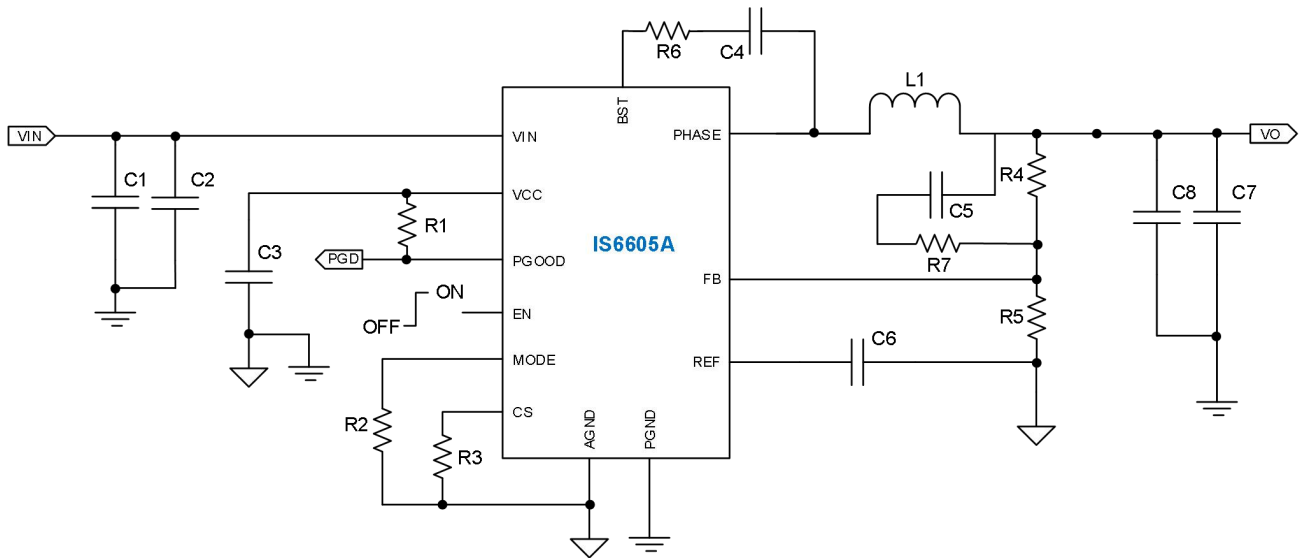 R6
C4
L1
BST
VIN
VIN
PHASE
VO
C1
C2
VCC
R4
R1
C5
C8
C7
IS6605A
C3
PGD
PGOOD
R7
FB
ON
OFF
EN
R5
MODE
REF
C6
R2
CS
R3
AGND
PGND